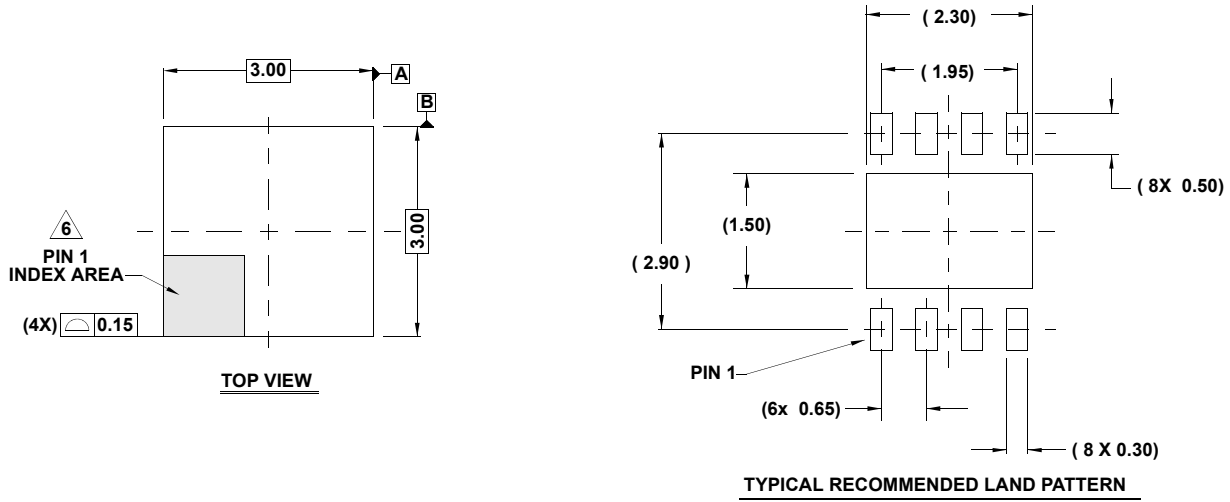 3.00
A
B
3.00
6
PIN 1
INDEX AREA
(4X) 0.15
TOP VIEW
( 2.30)
( 1.95)
( 8X 0.50)
(1.50)
( 2.90 )
PIN 1
(6x 0.65)
( 8 X 0.30)
TYPICAL RECOMMENDED LAND PATTERN